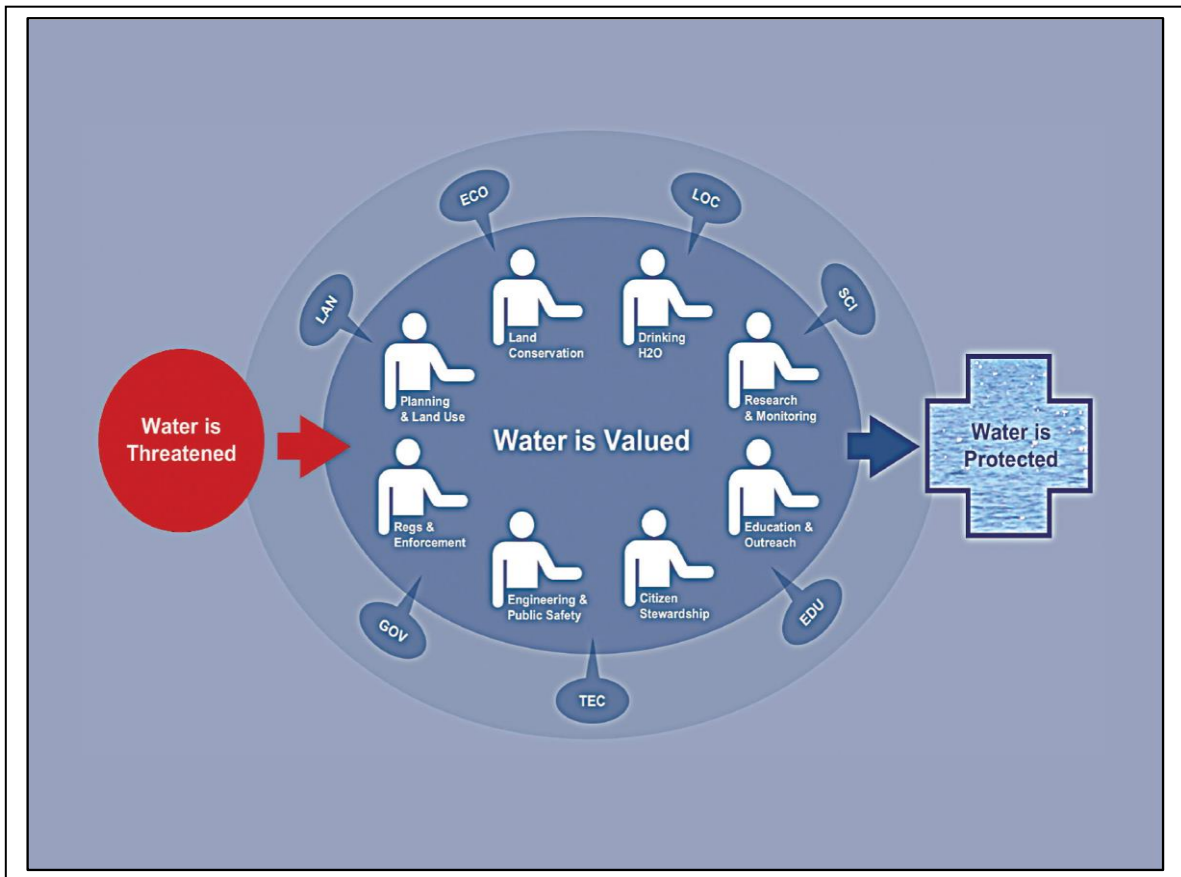 ECO
LOC
LAN
SCI
Land
Conservation
Drinking
H2O
Planning
& Land Use
Research
& Monitoring
Water is
Threatened
Water is Valued
Water is
Protected
Regs &
Enforcement
Education &
Outreach
Engineering &
Public Safety
Citizen
Stewardship
GOV
EDU
TEC